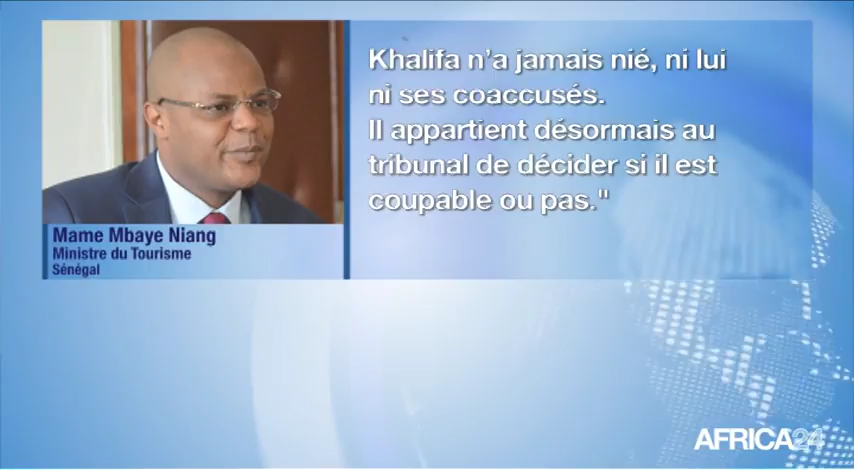 Khalifa n'a jamais nié, ni lui
ni ses coaccusés.
Il appartient désormais au
tribunal de décider si il est
coupable ou pas."
Mame Mbaye Niang
Ministre du Tourisme
Sénégal
AFRICA24